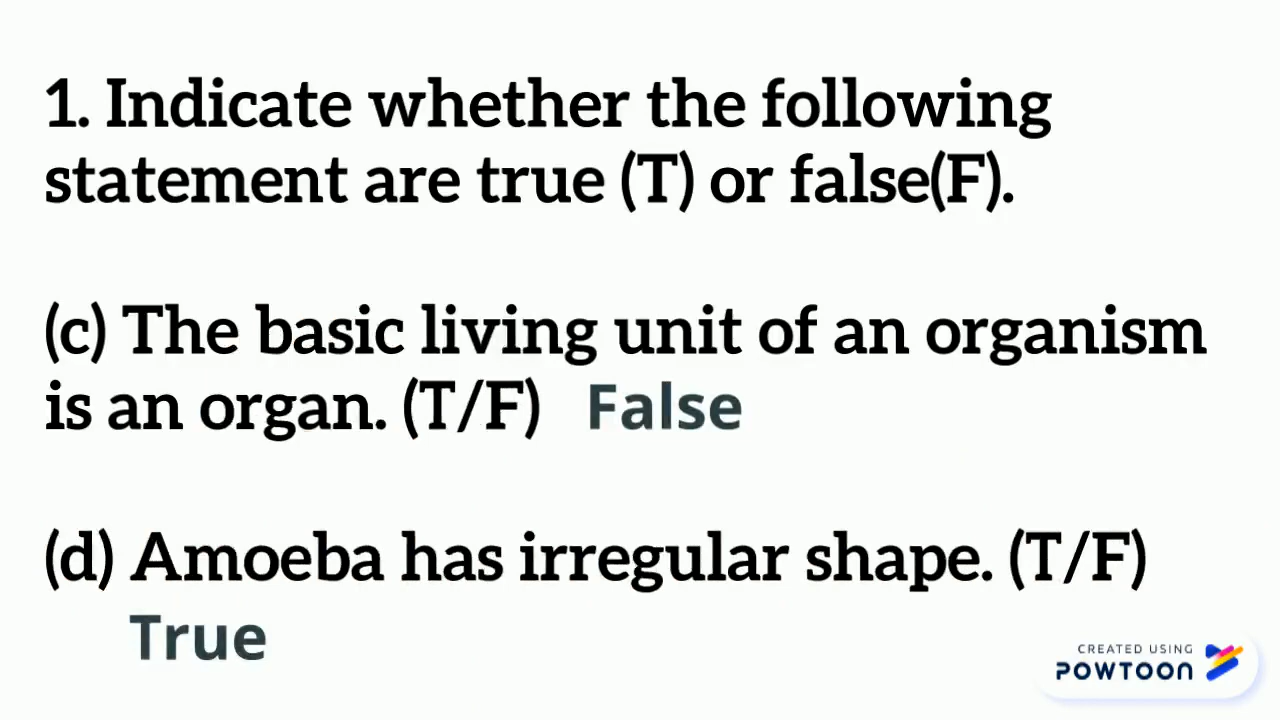 1. Indicate whether the following
statement are true (T) or false(F).
(c) The basic living unit of an organism
is an organ. (T/F) False
(d) Amoeba has irregular shape. (T/F)
True
CREATED USING
POWTOON